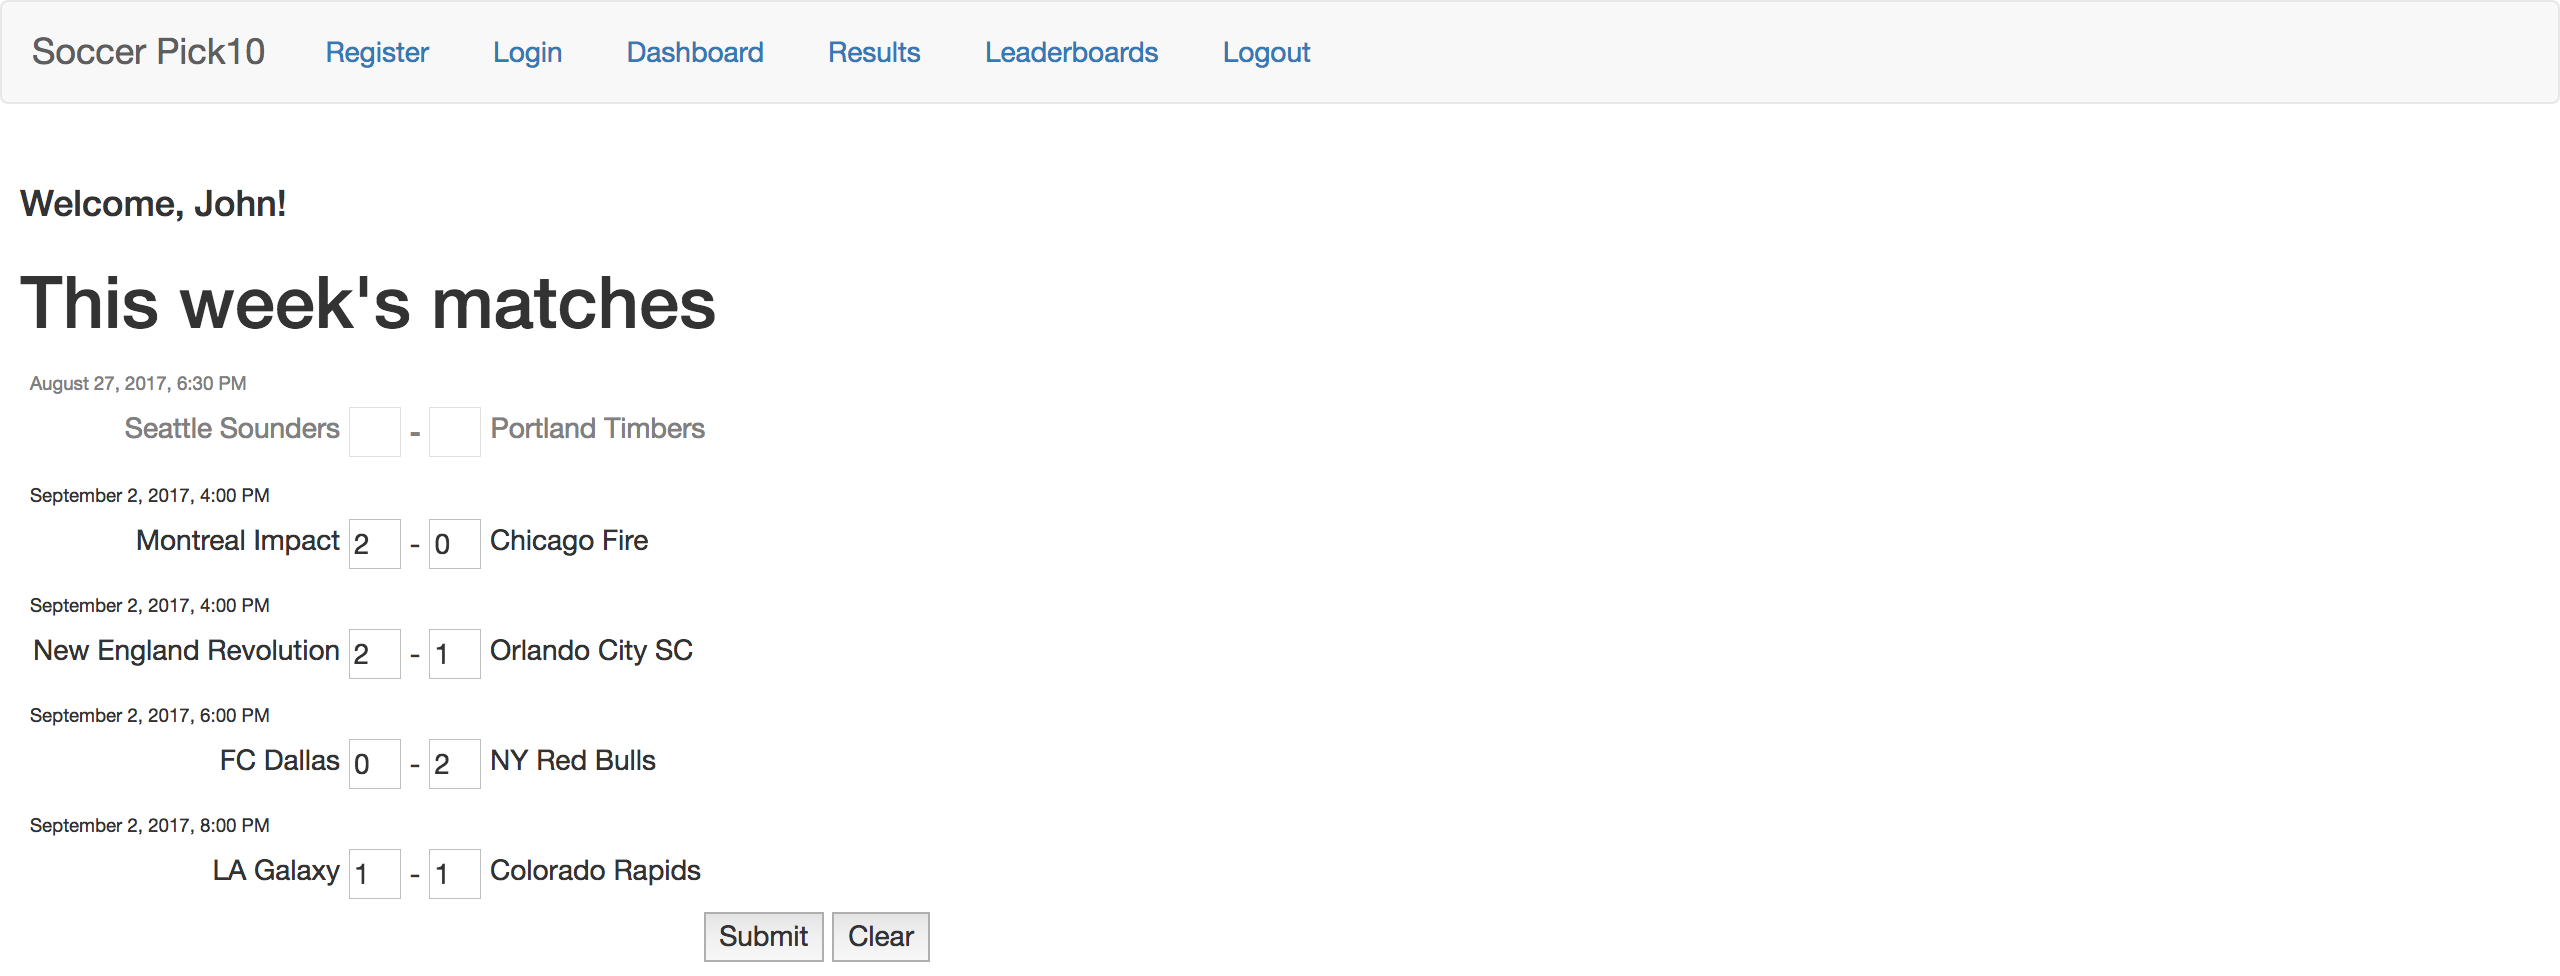 Soccer Pick10 Register Login Dashboard Results Leaderboards Logout
Welcome, John!
This week's matches
August 27, 2017, 6:30 PM
Seattle Sounders - Portland Timbers
September 2, 2017, 4:00 PM
Montreal Impact 2 - 0 Chicago Fire
September 2, 2017, 4:00 PM
New England Revolution 2 - 1 Orlando City SC
September 2, 2017, 6:00 PM
FC Dallas 0 - 2 NY Red Bulls
September 2, 2017, 8:00 PM
LA Galaxy 1 - 1 Colorado Rapids
Submit Clear